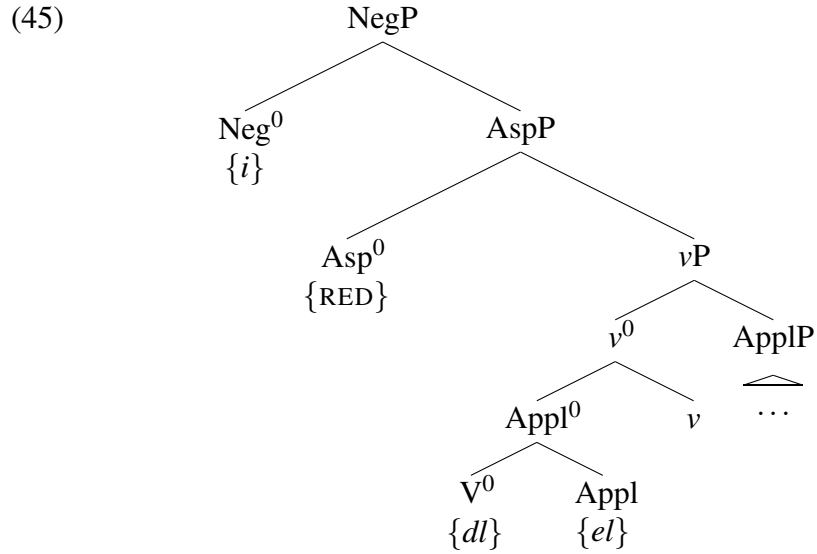 (45) NegP
Neg⁰ AspP
{i}
Asp⁰ vP
{RED}
v⁰ ApplP
Appl⁰ v ...
V⁰ Appl
{dl} {el}